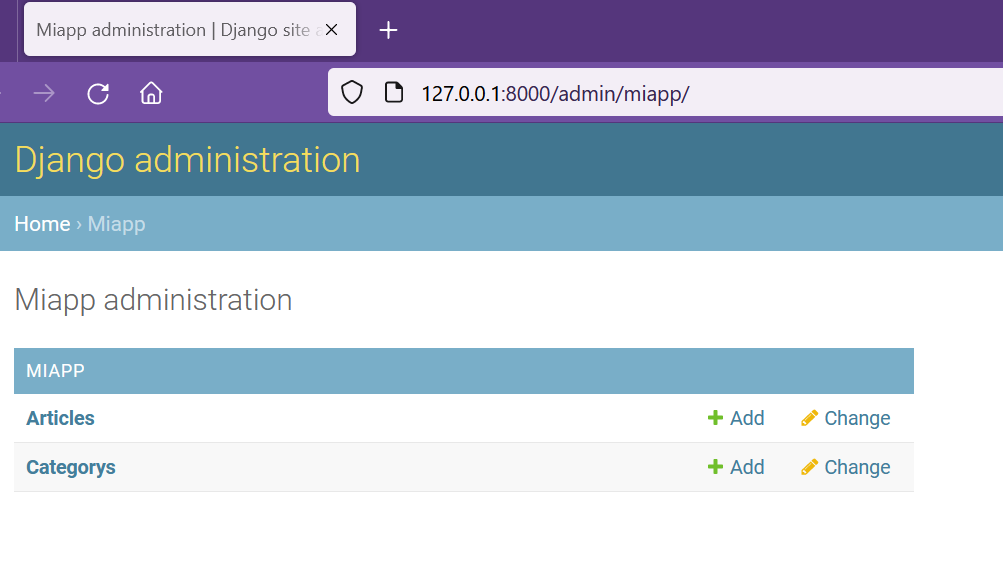 Miapp administration | Django site
127.0.0.1:8000/admin/miapp/
Django administration
Home › Miapp
Miapp administration
MIAPP
Articles Add Change
Categorys Add Change